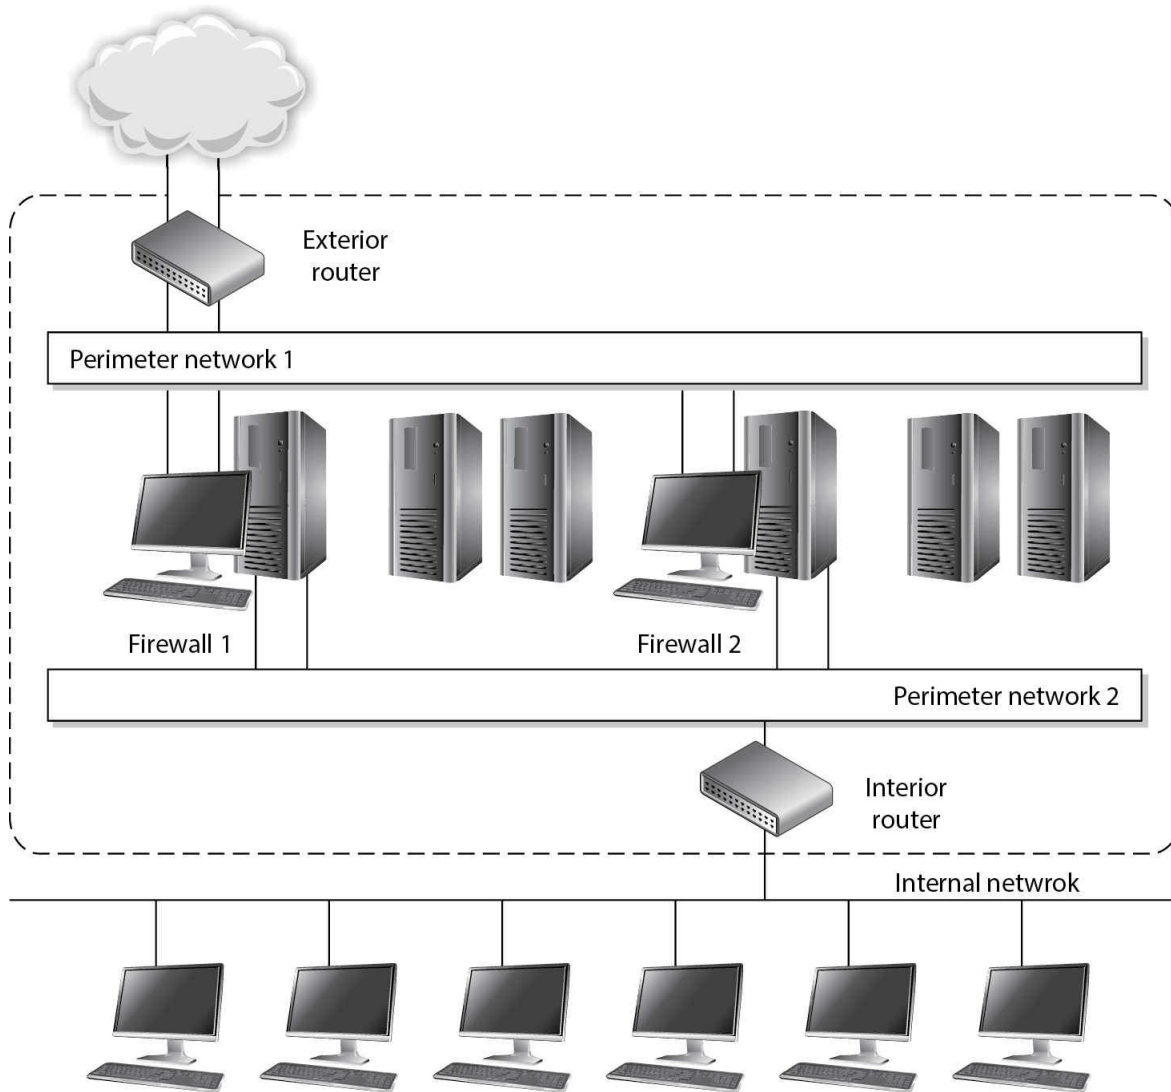 Exterior
router
Perimeter network 1
Firewall 1
Firewall 2
Perimeter network 2
Interior
router
Internal netwrok